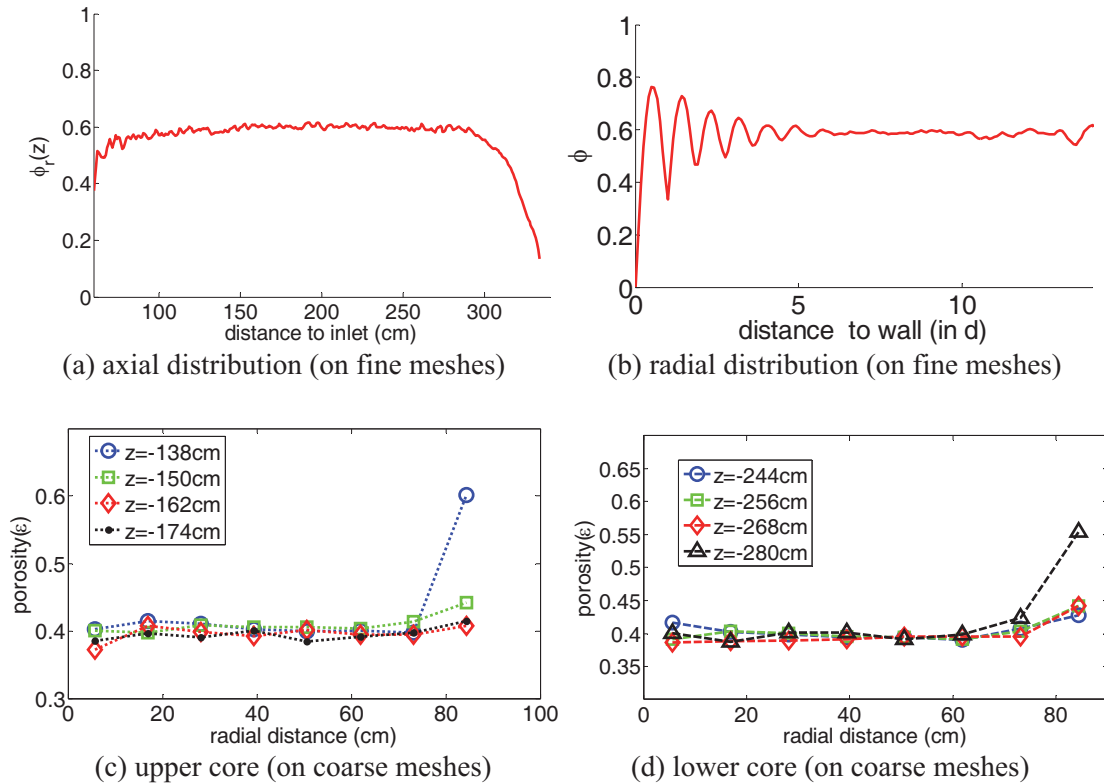 1
0.8
0.6
0.4
0.2
0
ϕr(z)
100 150 200 250 300
distance to inlet (cm)
(a) axial distribution (on fine meshes)
1
0.8
0.6
0.4
0.2
0
ϕ
0 5 10
distance to wall (in d)
(b) radial distribution (on fine meshes)
z=-138cm
z=-150cm
z=-162cm
z=-174cm
0.6
0.5
0.4
0.3
porosity(ε)
0 20 40 60 80 100
radial distance (cm)
(c) upper core (on coarse meshes)
z=-244cm
z=-256cm
z=-268cm
z=-280cm
0.65
0.6
0.55
0.5
0.45
0.4
0.35
porosity(ε)
0 20 40 60 80
radial distance (cm)
(d) lower core (on coarse meshes)